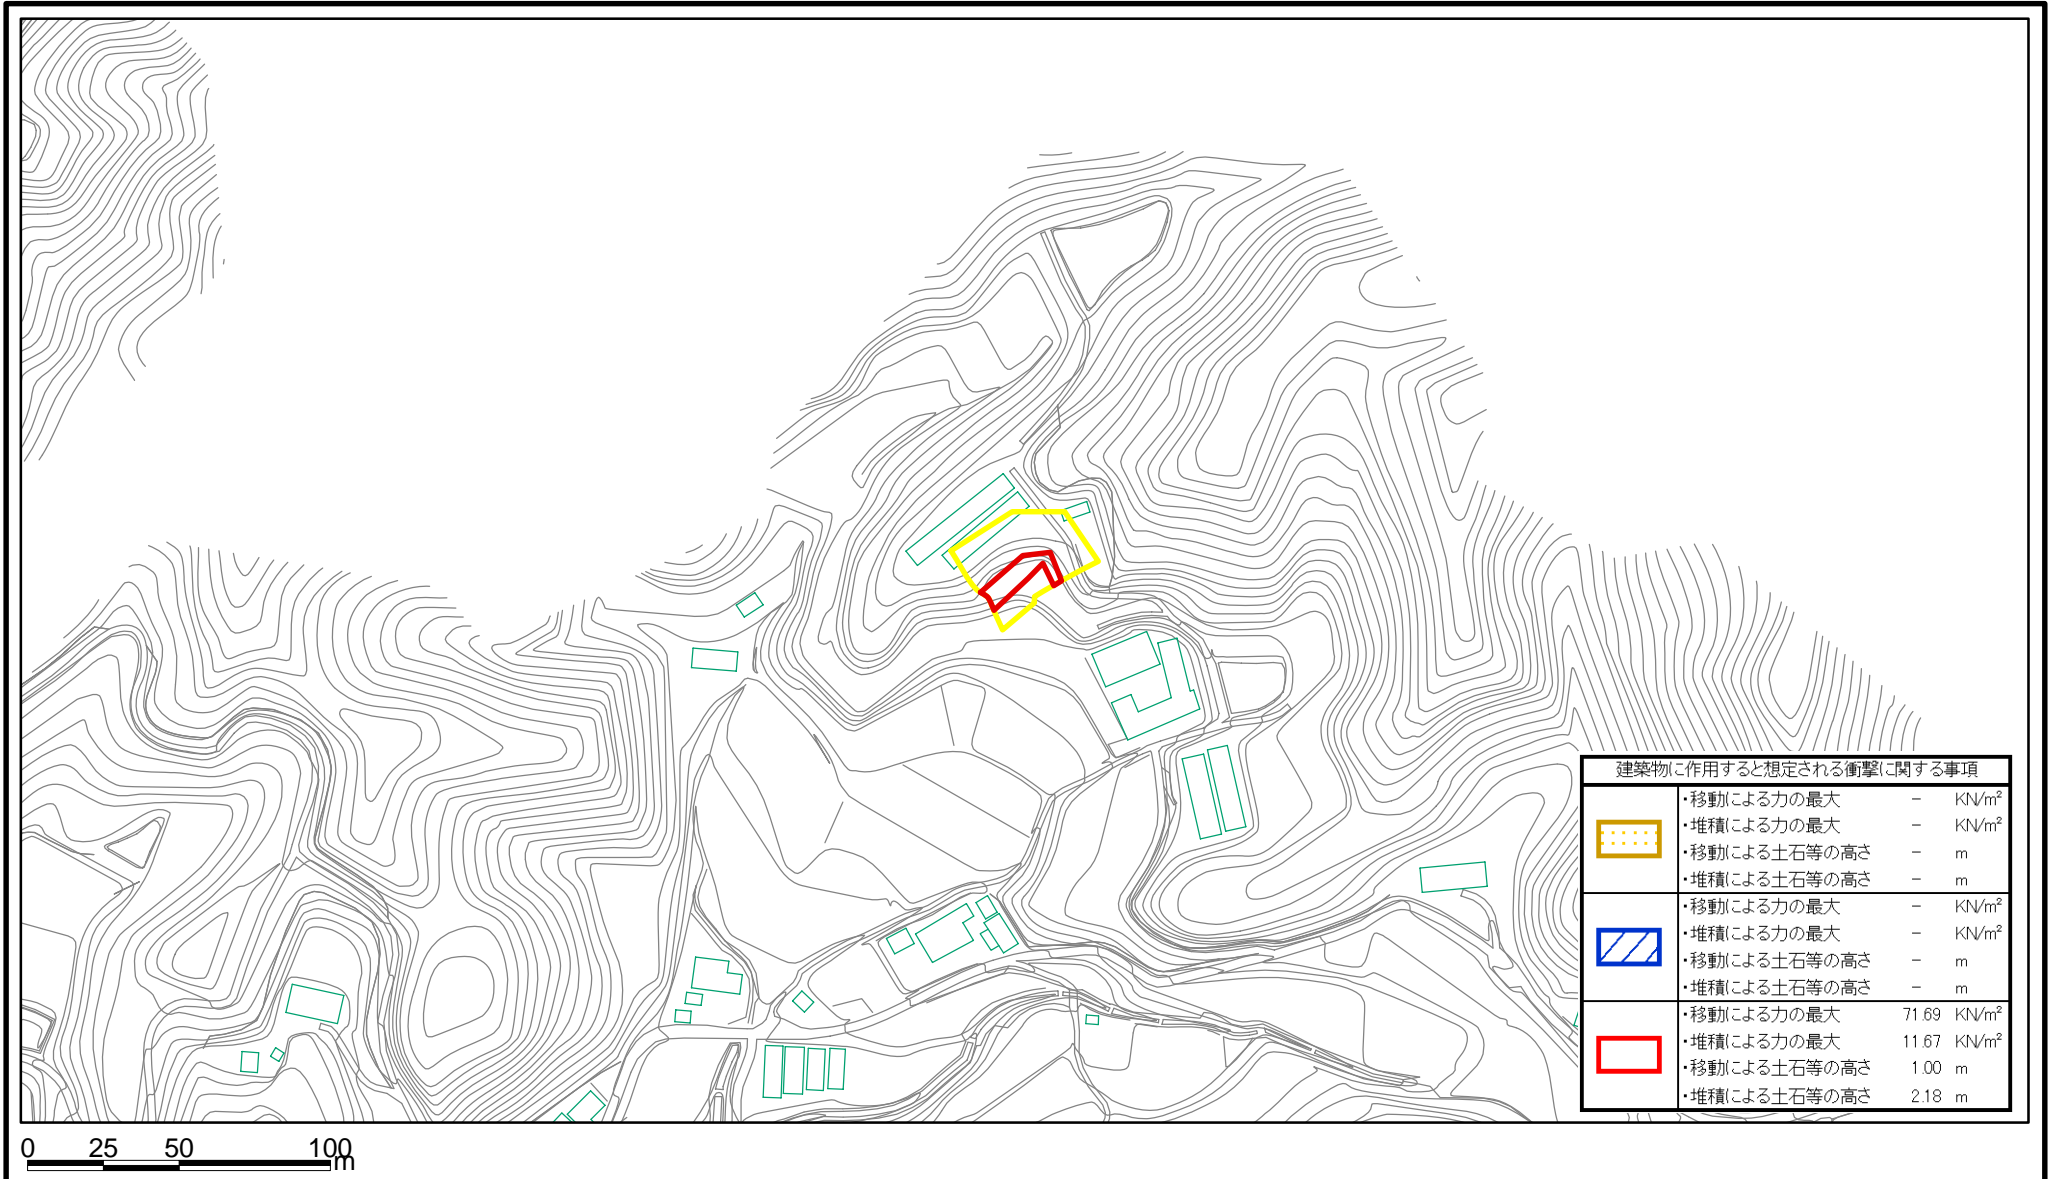 建築物に作用すると想定される衝撃に関する事項
・移動による力の最大 - KN/m²
・堆積による力の最大 - KN/m²
・移動による土石等の高さ - m
・堆積による土石等の高さ - m
・移動による力の最大 - KN/m²
・堆積による力の最大 - KN/m²
・移動による土石等の高さ - m
・堆積による土石等の高さ - m
・移動による力の最大 71.69 KN/m²
・堆積による力の最大 11.67 KN/m²
・移動による土石等の高さ 1.00 m
・堆積による土石等の高さ 2.18 m
0 25 50 100 m